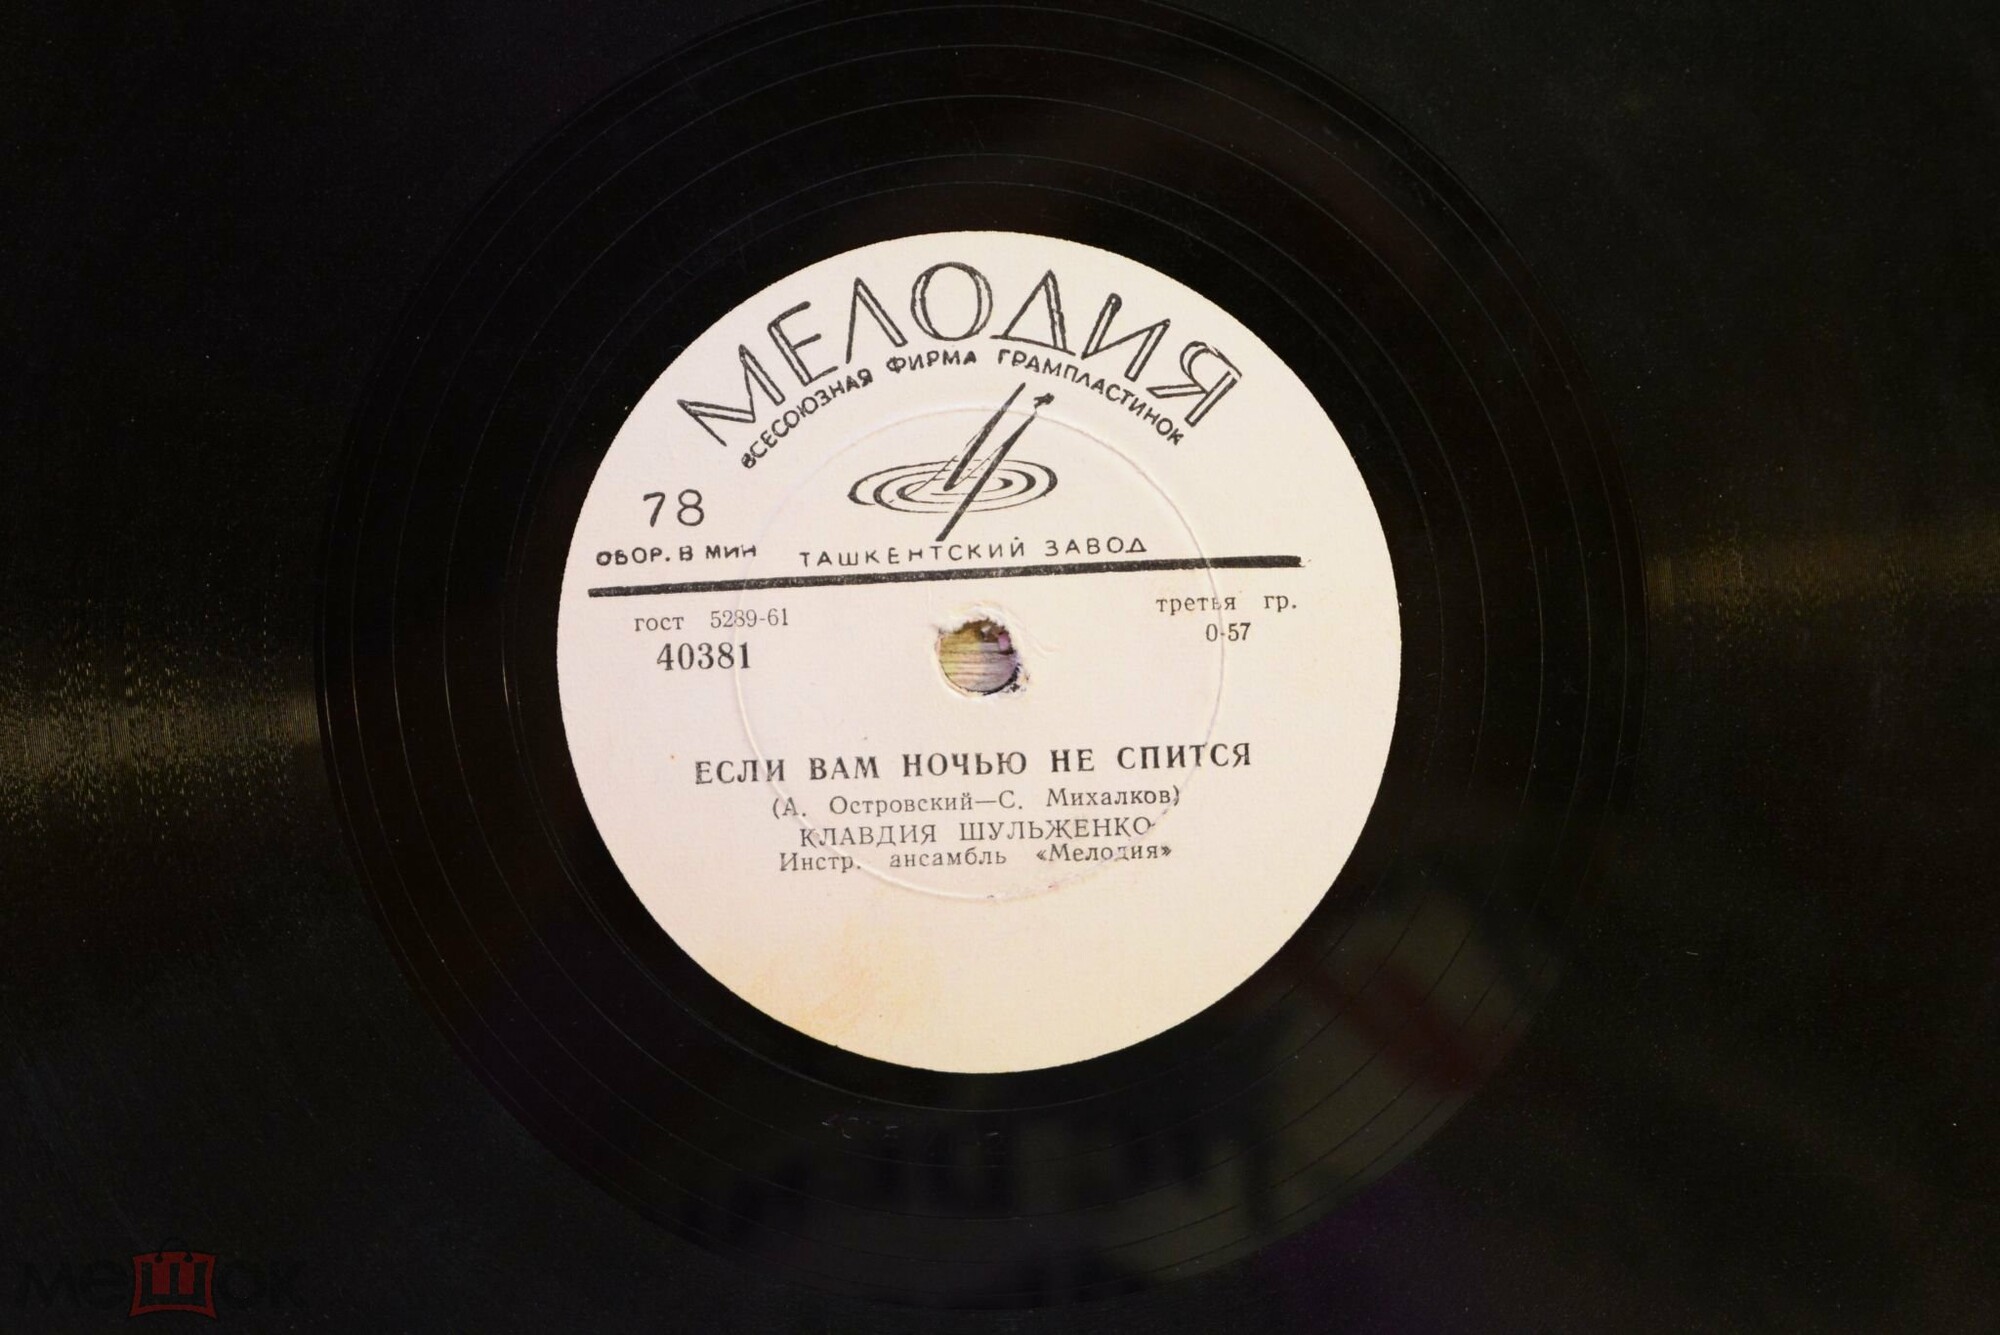 МЕЛОДИЯ
ВСЕСОЮЗНАЯ ФИРМА ГРАМПЛАСТИНОК
78
ОБОР. В МИН
ТАШКЕНТСКИЙ ЗАВОД
гост 5289-61
третья гр.
40381
0-57
ЕСЛИ ВАМ НОЧЬЮ НЕ СПИТСЯ
(А. Островский—С. Михалков)
КЛАВДИЯ ШУЛЬЖЕНКО
Инстр. ансамбль «Мелодия»
мешок